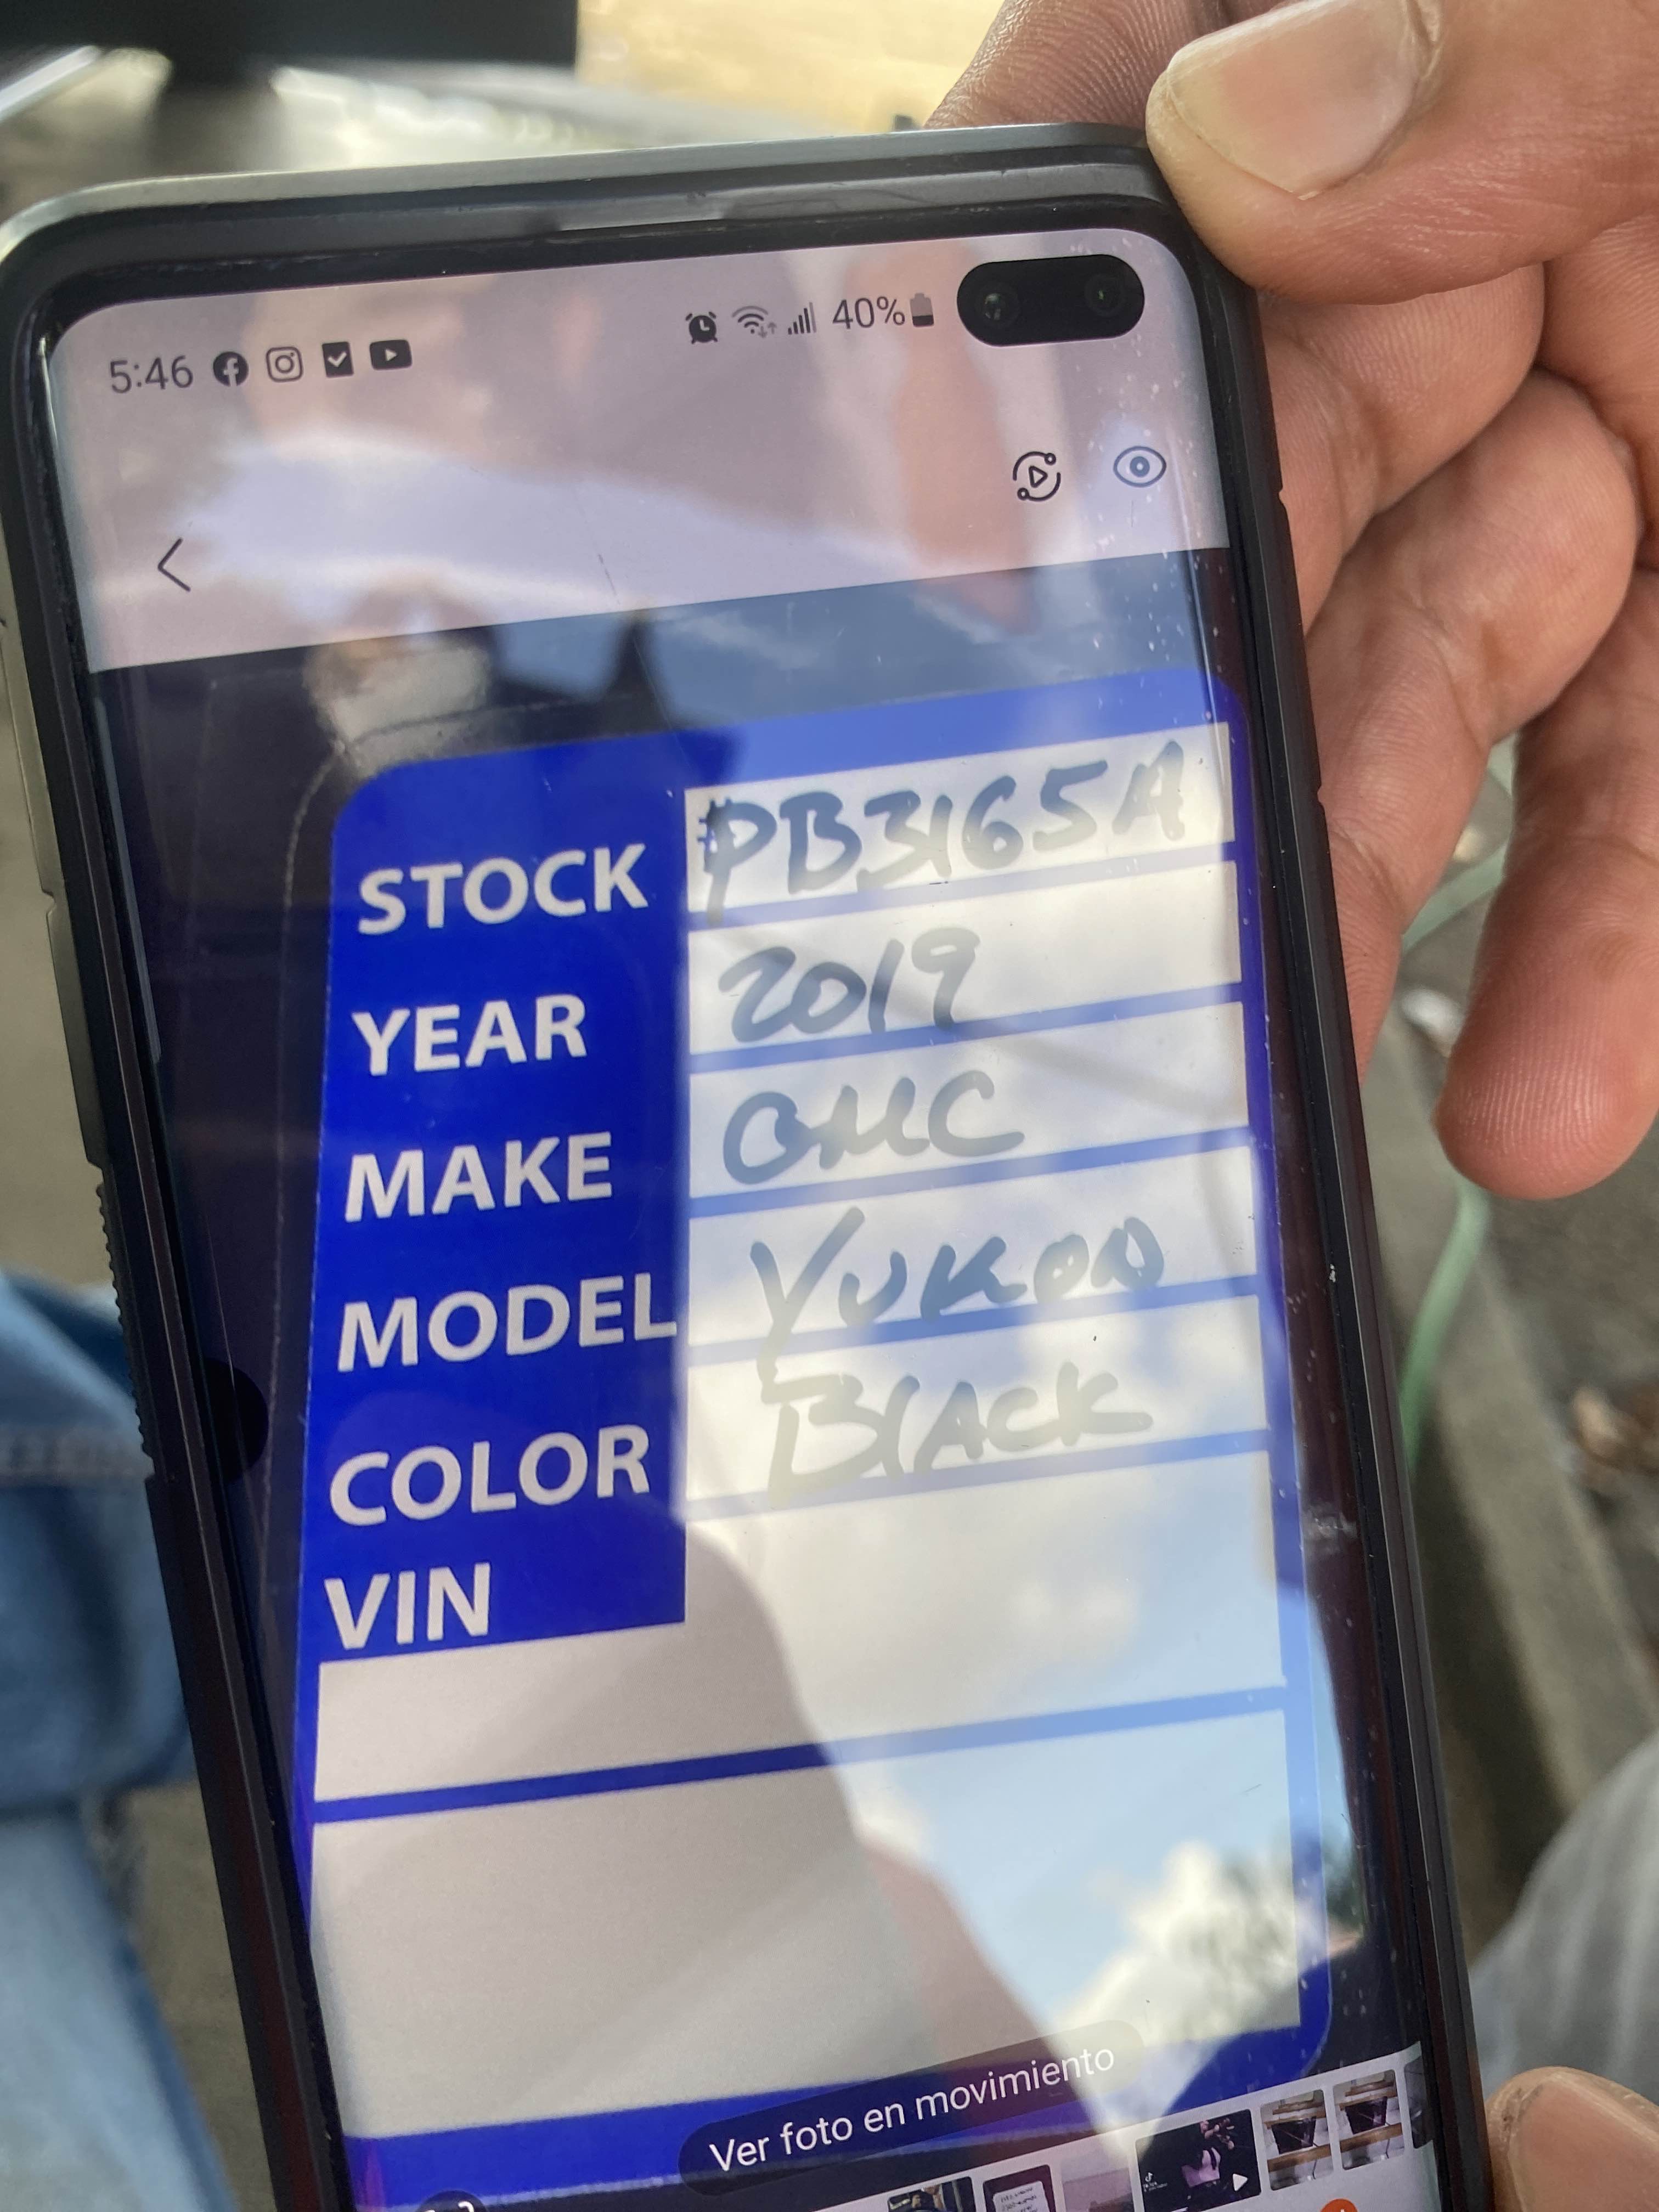 5:46 40%
STOCK #PB3165A
YEAR 2019
MAKE GMC
MODEL YUKON
COLOR BlACK
VIN
Ver foto en movimiento